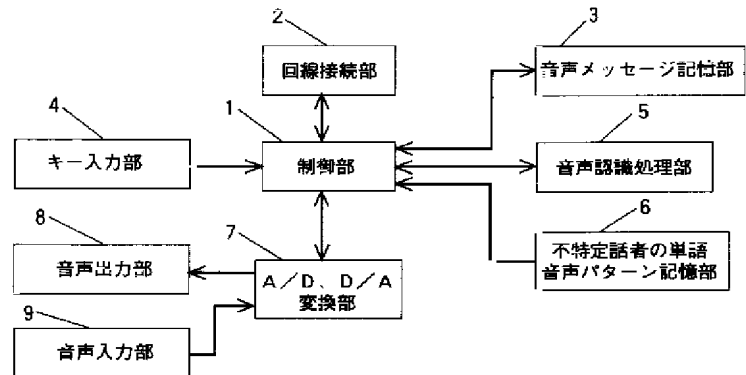 2
回線接続部
3
音声メッセージ記憶部
4
キー入力部
1
制御部
5
音声認識処理部
6
不特定話者の単語
音声パターン記憶部
8
音声出力部
7
A/D、D/A
変換部
9
音声入力部